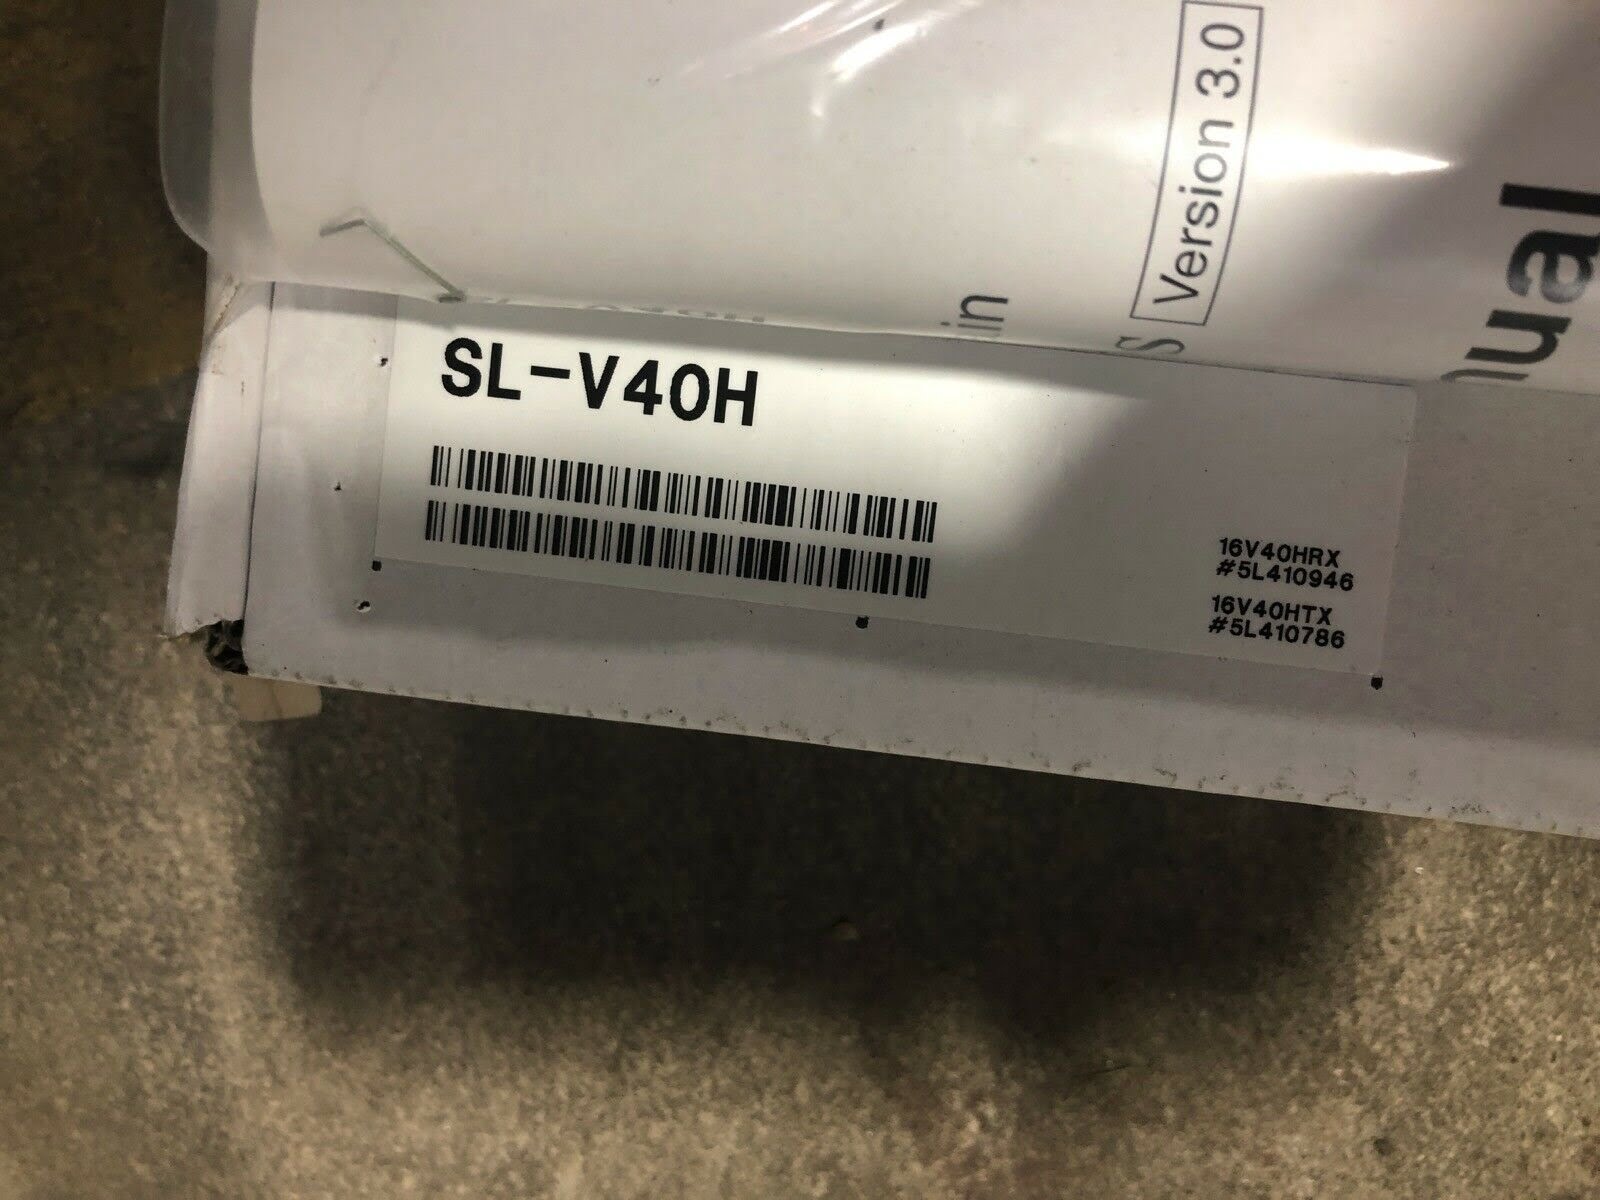 Version 3.0
SL-V40H
16V40HRX
#5L410946
16V40HTX
#5L410786